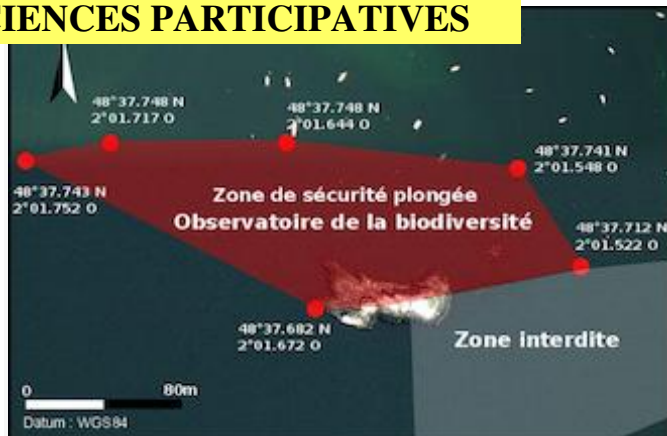 CIENCES PARTICIPATIVES
48°37.748 N
2°01.717 O
48°37.748 N
2°01.644 O
48°37.741 N
2°01.548 O
48°37.743 N
2°01.752 O
Zone de sécurité plongée
Observatoire de la biodiversité
48°37.712 N
2°01.522 O
48°37.682 N
2°01.672 O
Zone interdite
0 80m
Datum : WGS84